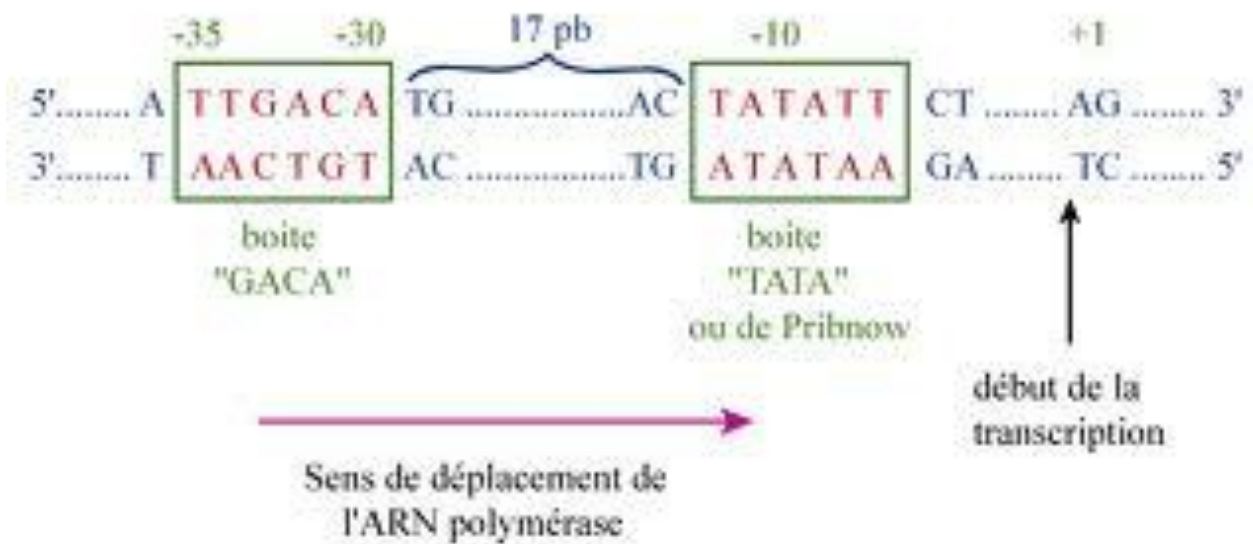 -35 -30 17 pb -10 +1
5'........ A TTGACA TG .................AC TATATT CT ........ AG ........ 3'
3'........ T AACTGT AC .................TG ATATAA GA ........ TC ........ 5'
boite boite
"GACA" "TATA"
ou de Pribnow
début de la
transcription
Sens de déplacement de
l'ARN polymérase